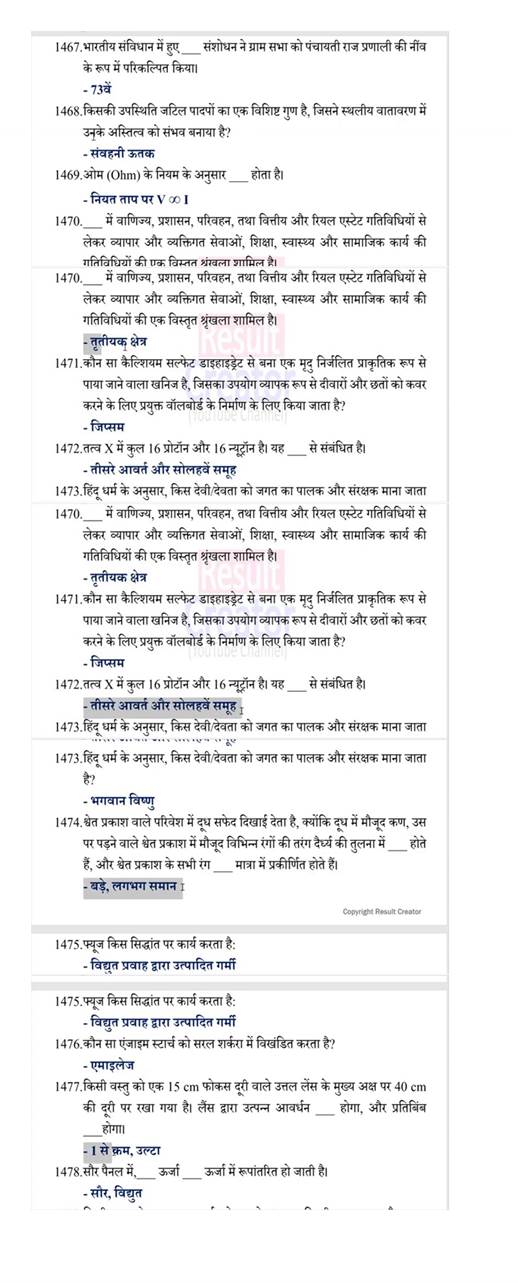 1467.भारतीय संविधान में हुए ___ संशोधन ने ग्राम सभा को पंचायती राज प्रणाली की नींव
के रूप में परिकल्पित किया।
- 73वें
1468.किसकी उपस्थिति जटिल पादपों का एक विशिष्ट गुण है, जिसने स्थलीय वातावरण में
उनके अस्तित्व को संभव बनाया है?
- संवहनी ऊतक
1469.ओम (Ohm) के नियम के अनुसार ___ होता है।
- नियत ताप पर V ∞ I
1470.___ में वाणिज्य, प्रशासन, परिवहन, तथा वित्तीय और रियल एस्टेट गतिविधियों से
लेकर व्यापार और व्यक्तिगत सेवाओं, शिक्षा, स्वास्थ्य और सामाजिक कार्य की
गतिविधियों की एक विस्तृत श्रृंखला शामिल है।
1470.___ में वाणिज्य, प्रशासन, परिवहन, तथा वित्तीय और रियल एस्टेट गतिविधियों से
लेकर व्यापार और व्यक्तिगत सेवाओं, शिक्षा, स्वास्थ्य और सामाजिक कार्य की
गतिविधियों की एक विस्तृत श्रृंखला शामिल है।
- तृतीयक क्षेत्र
1471.कौन सा कैल्शियम सल्फेट डाइहाइड्रेट से बना एक मृदु निर्जलित प्राकृतिक रूप से
पाया जाने वाला खनिज है, जिसका उपयोग व्यापक रूप से दीवारों और छतों को कवर
करने के लिए प्रयुक्त वॉलबोर्ड के निर्माण के लिए किया जाता है?
- जिप्सम
1472.तत्व X में कुल 16 प्रोटॉन और 16 न्यूट्रॉन है। यह ___ से संबंधित है।
- तीसरे आवर्त और सोलहवें समूह
1473.हिंदू धर्म के अनुसार, किस देवी/देवता को जगत का पालक और संरक्षक माना जाता
1470.___ में वाणिज्य, प्रशासन, परिवहन, तथा वित्तीय और रियल एस्टेट गतिविधियों से
लेकर व्यापार और व्यक्तिगत सेवाओं, शिक्षा, स्वास्थ्य और सामाजिक कार्य की
गतिविधियों की एक विस्तृत श्रृंखला शामिल है।
- तृतीयक क्षेत्र
1471.कौन सा कैल्शियम सल्फेट डाइहाइड्रेट से बना एक मृदु निर्जलित प्राकृतिक रूप से
पाया जाने वाला खनिज है, जिसका उपयोग व्यापक रूप से दीवारों और छतों को कवर
करने के लिए प्रयुक्त वॉलबोर्ड के निर्माण के लिए किया जाता है?
- जिप्सम
1472.तत्व X में कुल 16 प्रोटॉन और 16 न्यूट्रॉन है। यह ___ से संबंधित है।
- तीसरे आवर्त और सोलहवें समूह
1473.हिंदू धर्म के अनुसार, किस देवी/देवता को जगत का पालक और संरक्षक माना जाता
1473.हिंदू धर्म के अनुसार, किस देवी/देवता को जगत का पालक और संरक्षक माना जाता
है?
- भगवान विष्णु
1474.श्वेत प्रकाश वाले परिवेश में दूध सफेद दिखाई देता है, क्योंकि दूध में मौजूद कण, उस
पर पड़ने वाले श्वेत प्रकाश में मौजूद विभिन्न रंगों की तरंग दैर्ध्य की तुलना में ___ होते
हैं, और श्वेत प्रकाश के सभी रंग ___ मात्रा में प्रकीर्णित होते हैं।
- बड़े, लगभग समान
Copyright Result Creator
1475.फ्यूज किस सिद्धांत पर कार्य करता है:
- विद्युत प्रवाह द्वारा उत्पादित गर्मी
1475.फ्यूज किस सिद्धांत पर कार्य करता है:
- विद्युत प्रवाह द्वारा उत्पादित गर्मी
1476.कौन सा एंजाइम स्टार्च को सरल शर्करा में विखंडित करता है?
- एमाइलेज
1477.किसी वस्तु को एक 15 cm फोकस दूरी वाले उत्तल लेंस के मुख्य अक्ष पर 40 cm
की दूरी पर रखा गया है। लैंस द्वारा उत्पन्न आवर्धन ___ होगा, और प्रतिबिंब
___होगा।
- 1 से क्रम, उल्टा
1478.सौर पैनल में,___ ऊर्जा ___ ऊर्जा में रूपांतरित हो जाती है।
- सौर, विद्युत